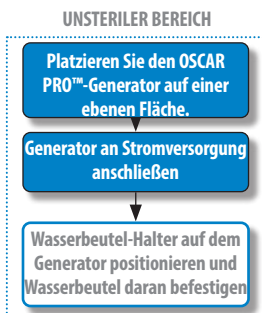 UNSTERILER BEREICH
Platzieren Sie den OSCAR
PRO™-Generator auf einer
ebenen Fläche.
Generator an Stromversorgung
anschließen
Wasserbeutel-Halter auf dem
Generator positionieren und
Wasserbeutel daran befestigen